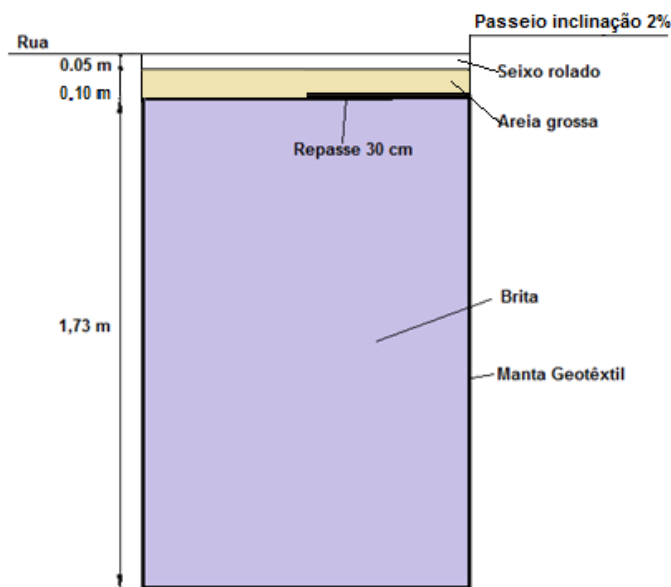 Passeio inclinação 2%
Rua
0.05 m
Seixo rolado
0,10 m
Areia grossa
Repasse 30 cm
Brita
1,73 m
Manta Geotêxtil